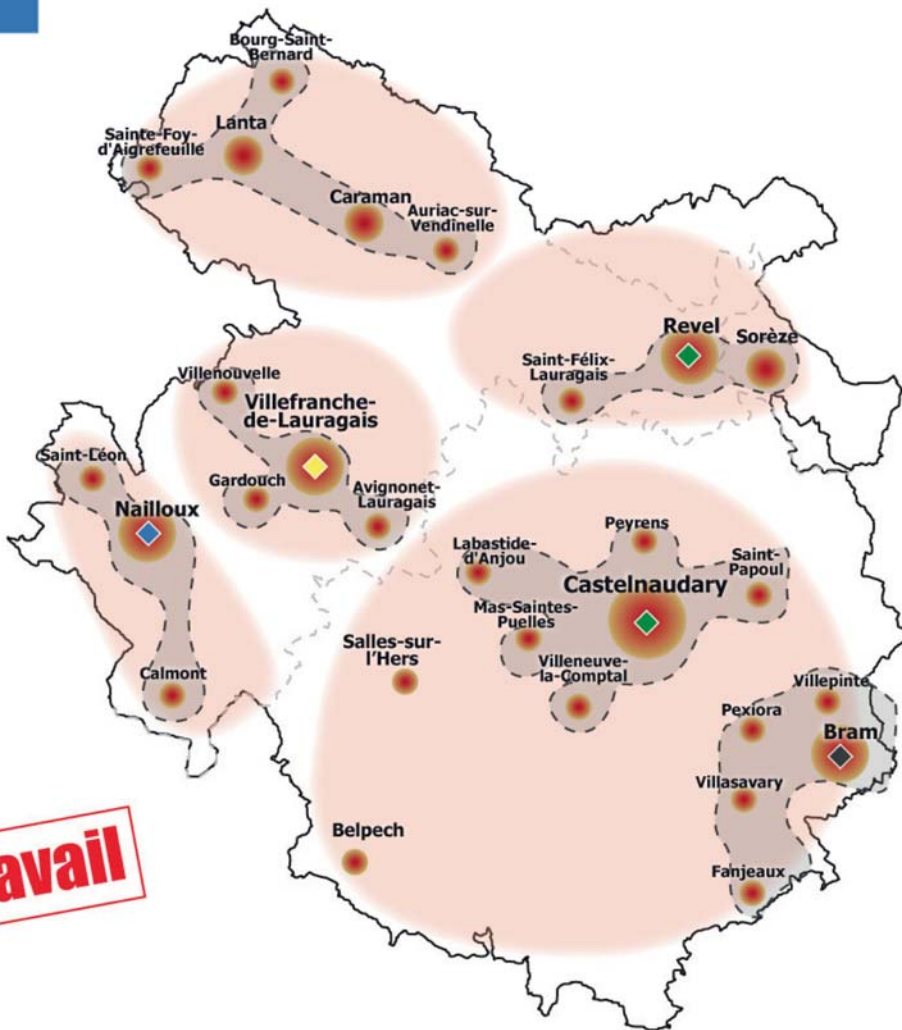 Bourg-Saint-
Bernard
Lanta
Sainte-Foy-
d'Aigrefeuille
Caraman
Auriac-sur-
Vendinelle
Revel
Sorèze
Saint-Félix-
Lauragais
Villenouvelle
Villefranche-
de-Lauragais
Gardouch
Avignonet-
Lauragais
Saint-Léon
Nailloux
Calmont
Peyrens
Labastide-
d'Anjou
Saint-
Papoul
Castelnaudary
Mas-Saintes-
Puelles
Villeneuve-
la-Comptal
Salles-sur-
l'Hers
Villepinte
Pexiora
Bram
Villasavary
Belpech
Fanjeaux
avail